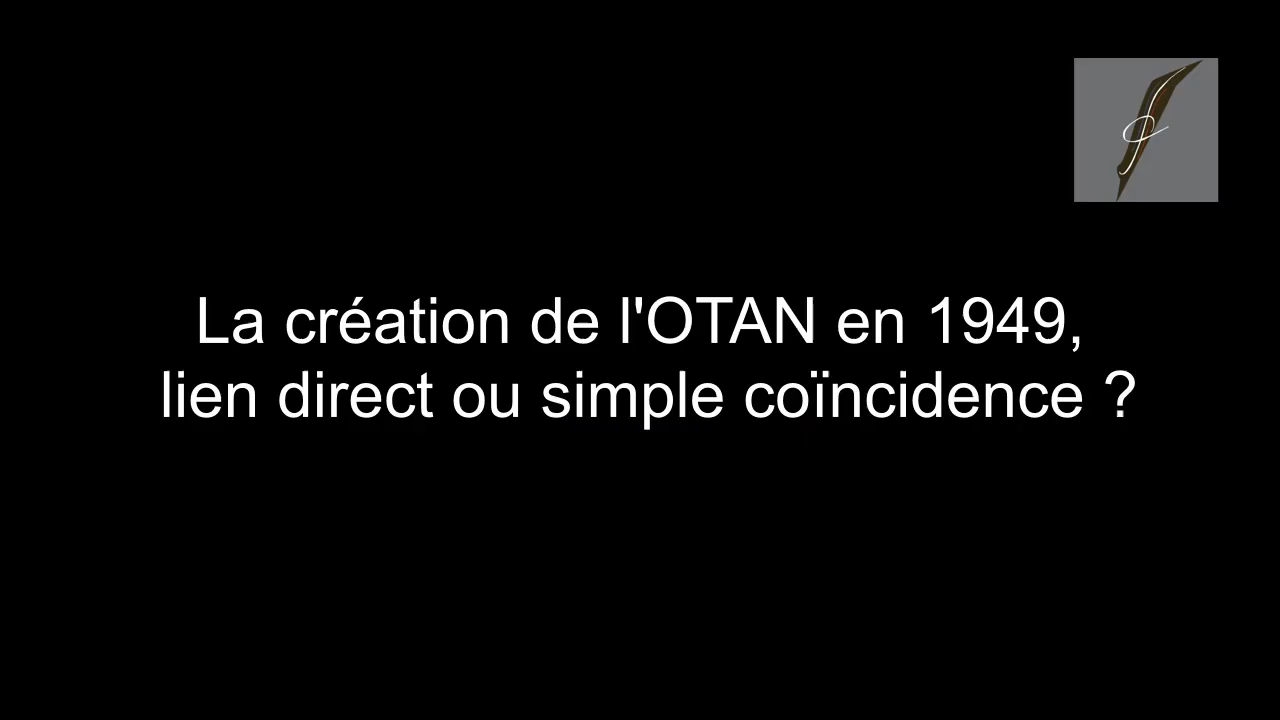 La création de l'OTAN en 1949,
lien direct ou simple coïncidence ?